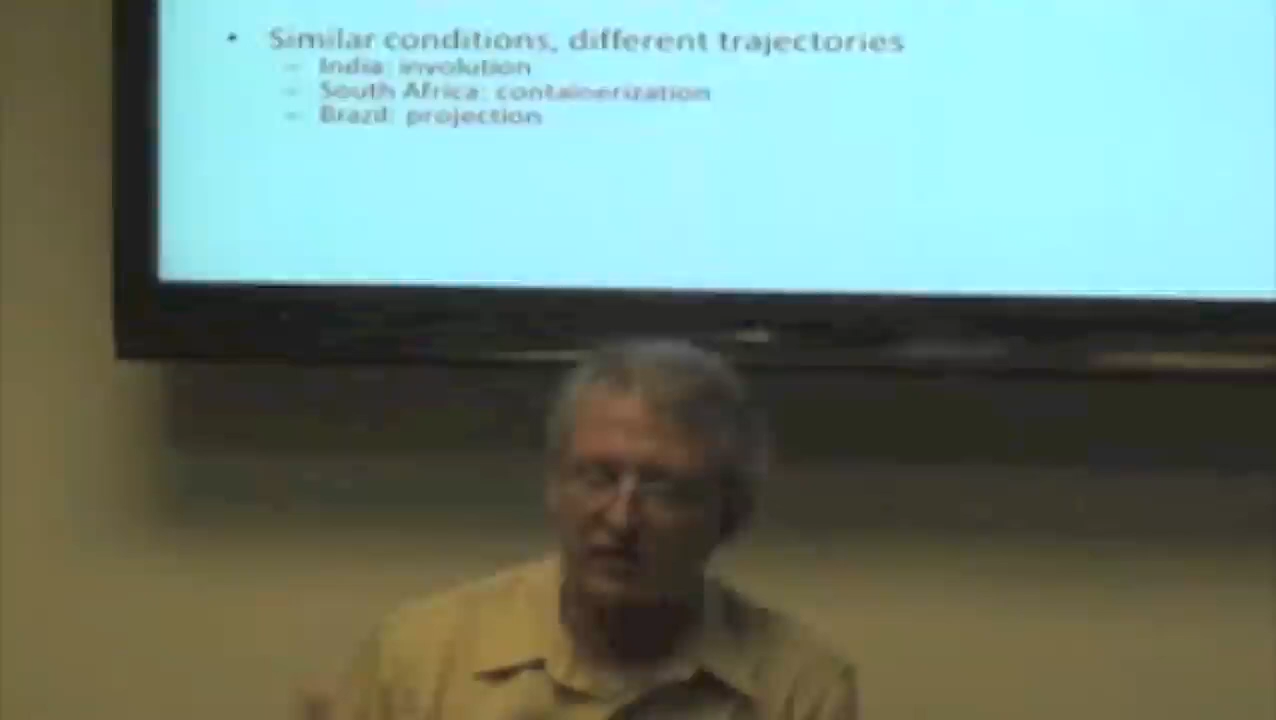 • Similar conditions, different trajectories
– India: involution
– South Africa: containerization
– Brazil: projection